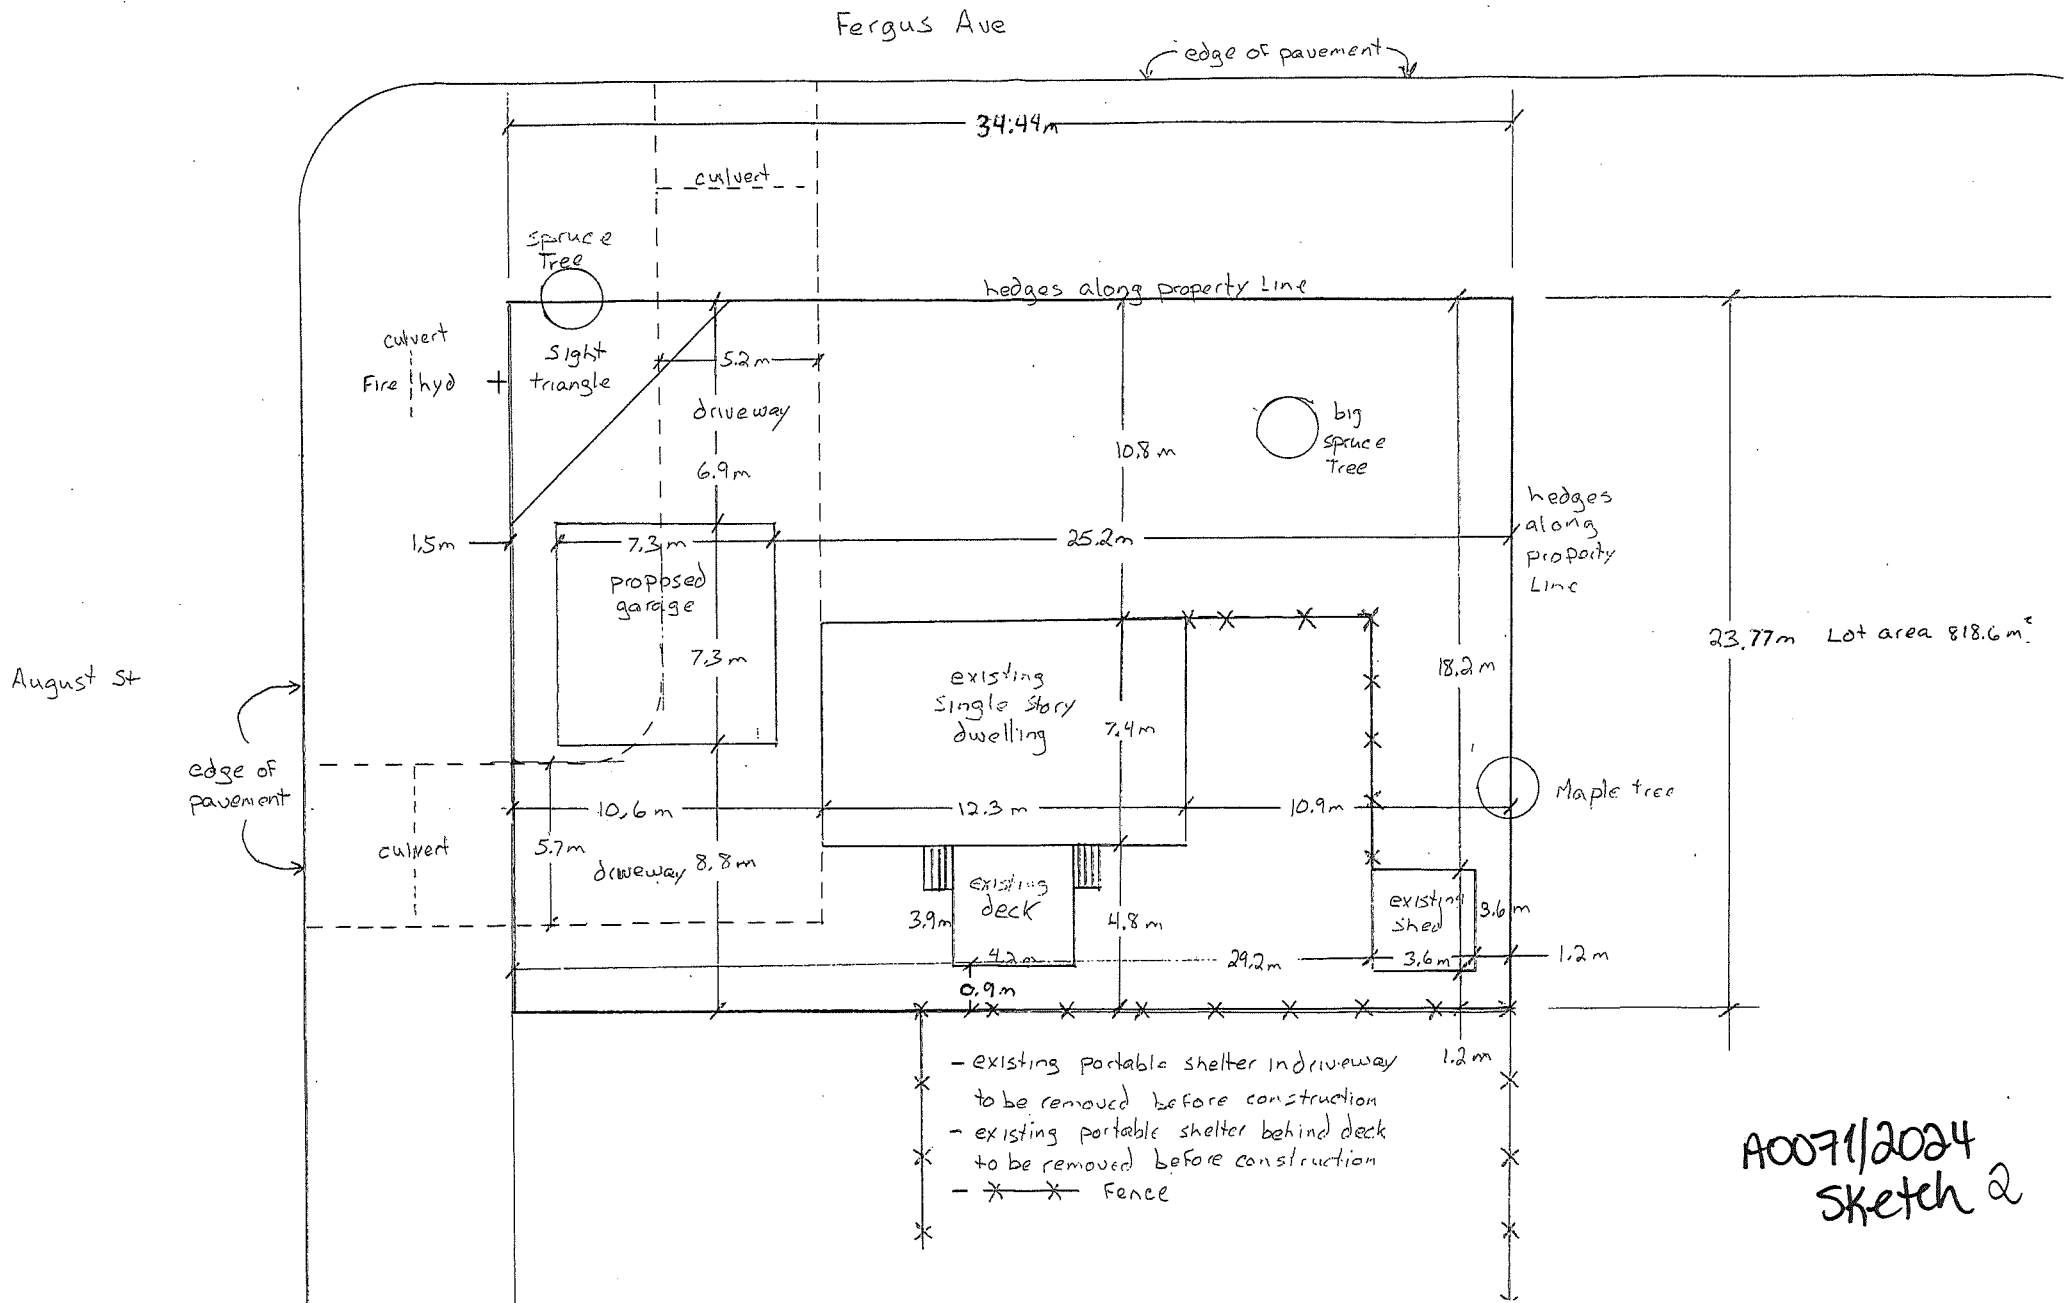 Fergus Ave
edge of pavement
34.44m
culvert
spruce
Tree
hedges along property Line
culvert
Fire hyd
Sight
triangle
5.2m
driveway
big
spruce
Tree
10.8 m
6.9m
hedges
along
propoity
Line
1.5m
7.3m
25.2m
proposed
garage
23.77m Lot area 818.6 m²
7.3m
18.2m
August St
existing
Single Story
dwelling
7.4m
edge of
pavement
Maple tree
10.6 m
12.3 m
10.9m
culvert
5.7m
driveway
8.8m
existing
deck
3.9m
4.8m
existing
shed
3.6m
4.2m
29.2m
3.6m
1.2m
0.9m
1.2m
- existing portable shelter in driveway
to be removed before construction
- existing portable shelter behind deck
to be removed before construction
- x—x Fence
A0071/2024
Sketch 2